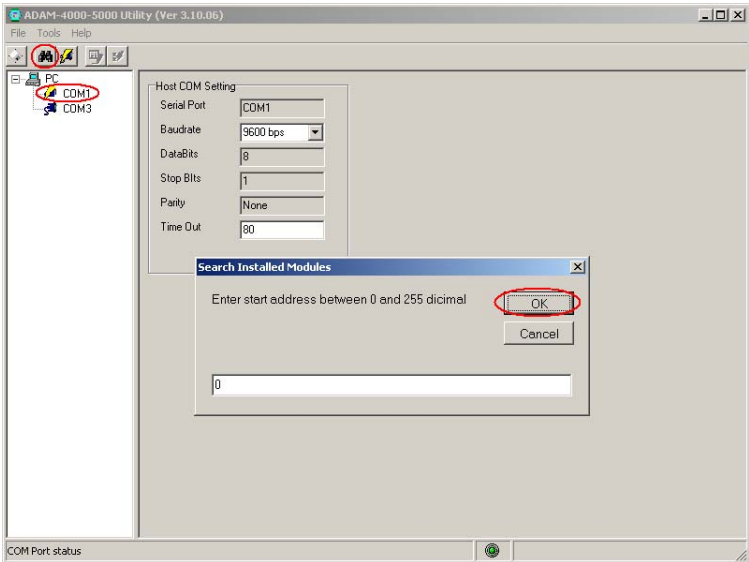 ADAM-4000-5000 Utility (Ver 3.10.06)
File Tools Help
PC
COM1
COM3
Host COM Setting
Serial Port COM1
Baudrate 9600 bps
DataBits 8
Stop BIts 1
Parity None
Time Out 80
Search Installed Modules
Enter start address between 0 and 255 dicimal
OK
Cancel
0
COM Port status